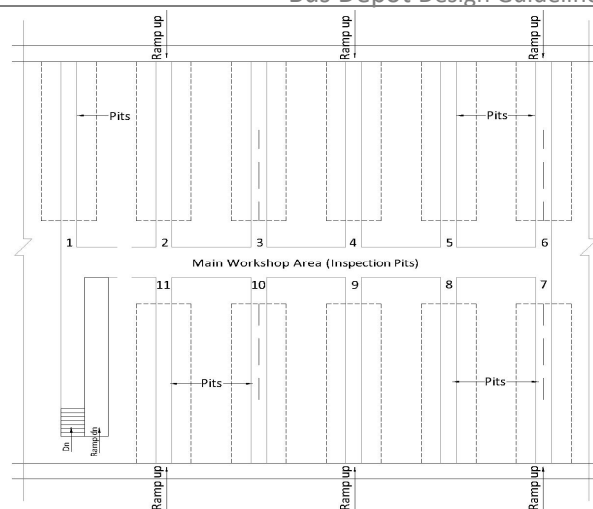 Bus Depot Design Guideline
Ramp up
Ramp up
Ramp up
Pits
Pits
1
2
3
4
5
6
Main Workshop Area (Inspection Pits)
11
10
9
8
7
Pits
Pits
Dn
Ramp dn
Ramp up
Ramp up
Ramp up